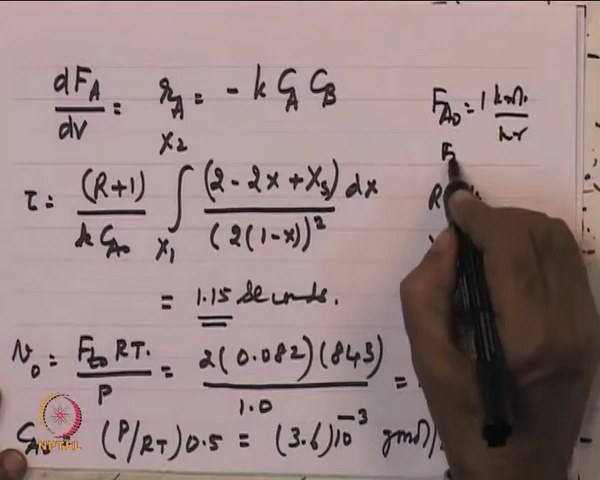 dF_A/dV = r_A = - k C_A C_B
F_A0 = 1 kmol/hr
F
τ = (R+1)/(k C_A0) ∫_{X1}^{X2} (2 - 2x + X_S) dx / (2(1-x))²
R
= 1.15 Seconds.
v_0 = F_t0 RT. / P = 2(0.082)(843) / 1.0 =
C_A0 = (P/RT) 0.5 = (3.6)10^-3 gmol/
NPTEL